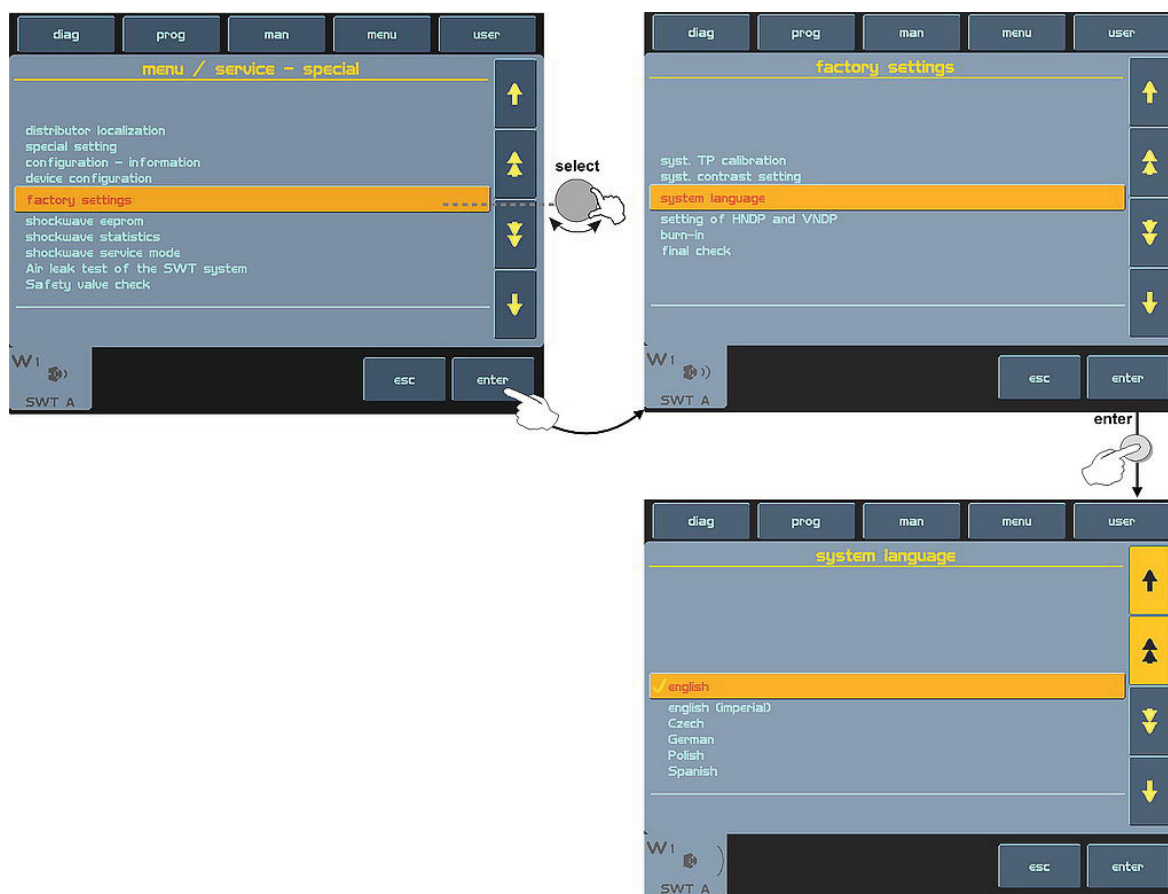 diag prog man menu user
menu / service - special
distributor localization
special setting
configuration - information
device configuration
factory settings
shockwave eeprom
shockwave statistics
shockwave service mode
Air leak test of the SWT system
Safety valve check
W1
SWT A
esc enter
select
diag prog man menu user
factory settings
syst. TP calibration
syst. contrast setting
system language
setting of HNDP and VNDP
burn-in
final check
W1
SWT A
esc enter
enter
diag prog man menu user
system language
english
english (imperial)
Czech
German
Polish
Spanish
W1
SWT A
esc enter